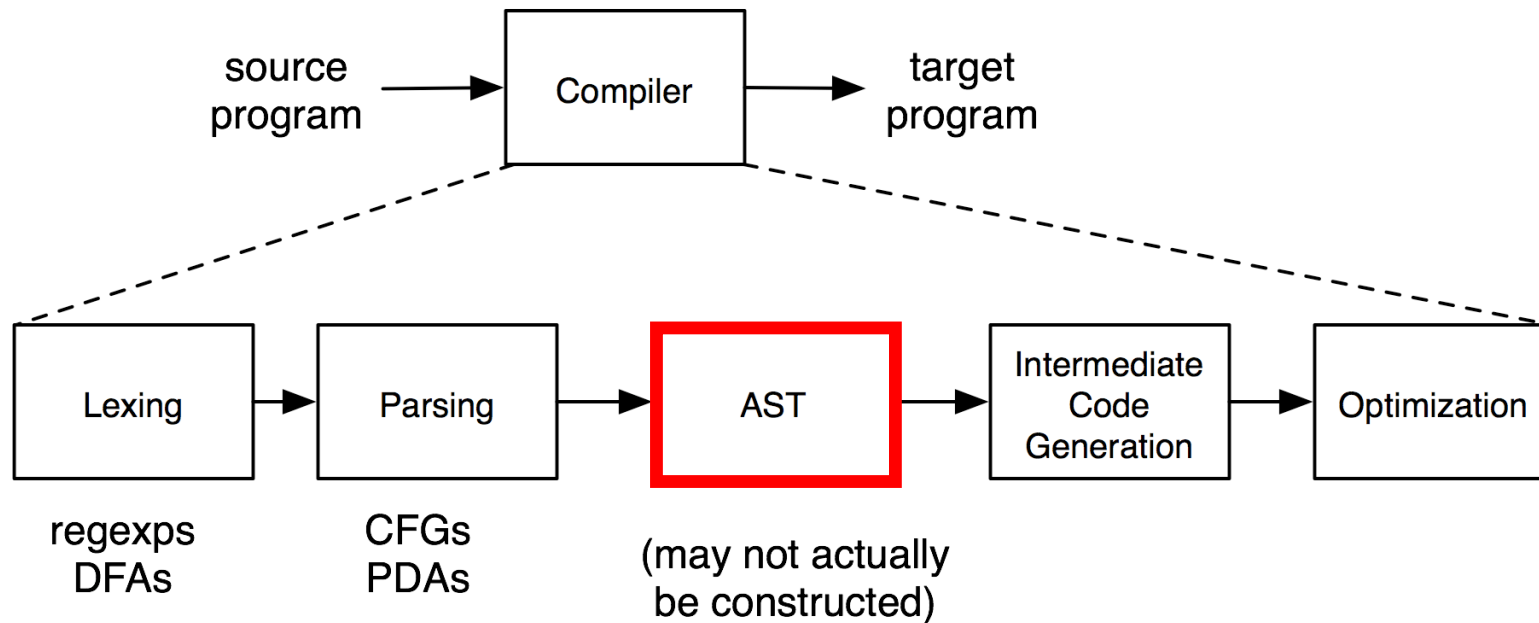 source
program
Compiler
target
program
Lexing
Parsing
AST
Intermediate
Code
Generation
Optimization
regexps
DFAs
CFGs
PDAs
(may not actually
be constructed)